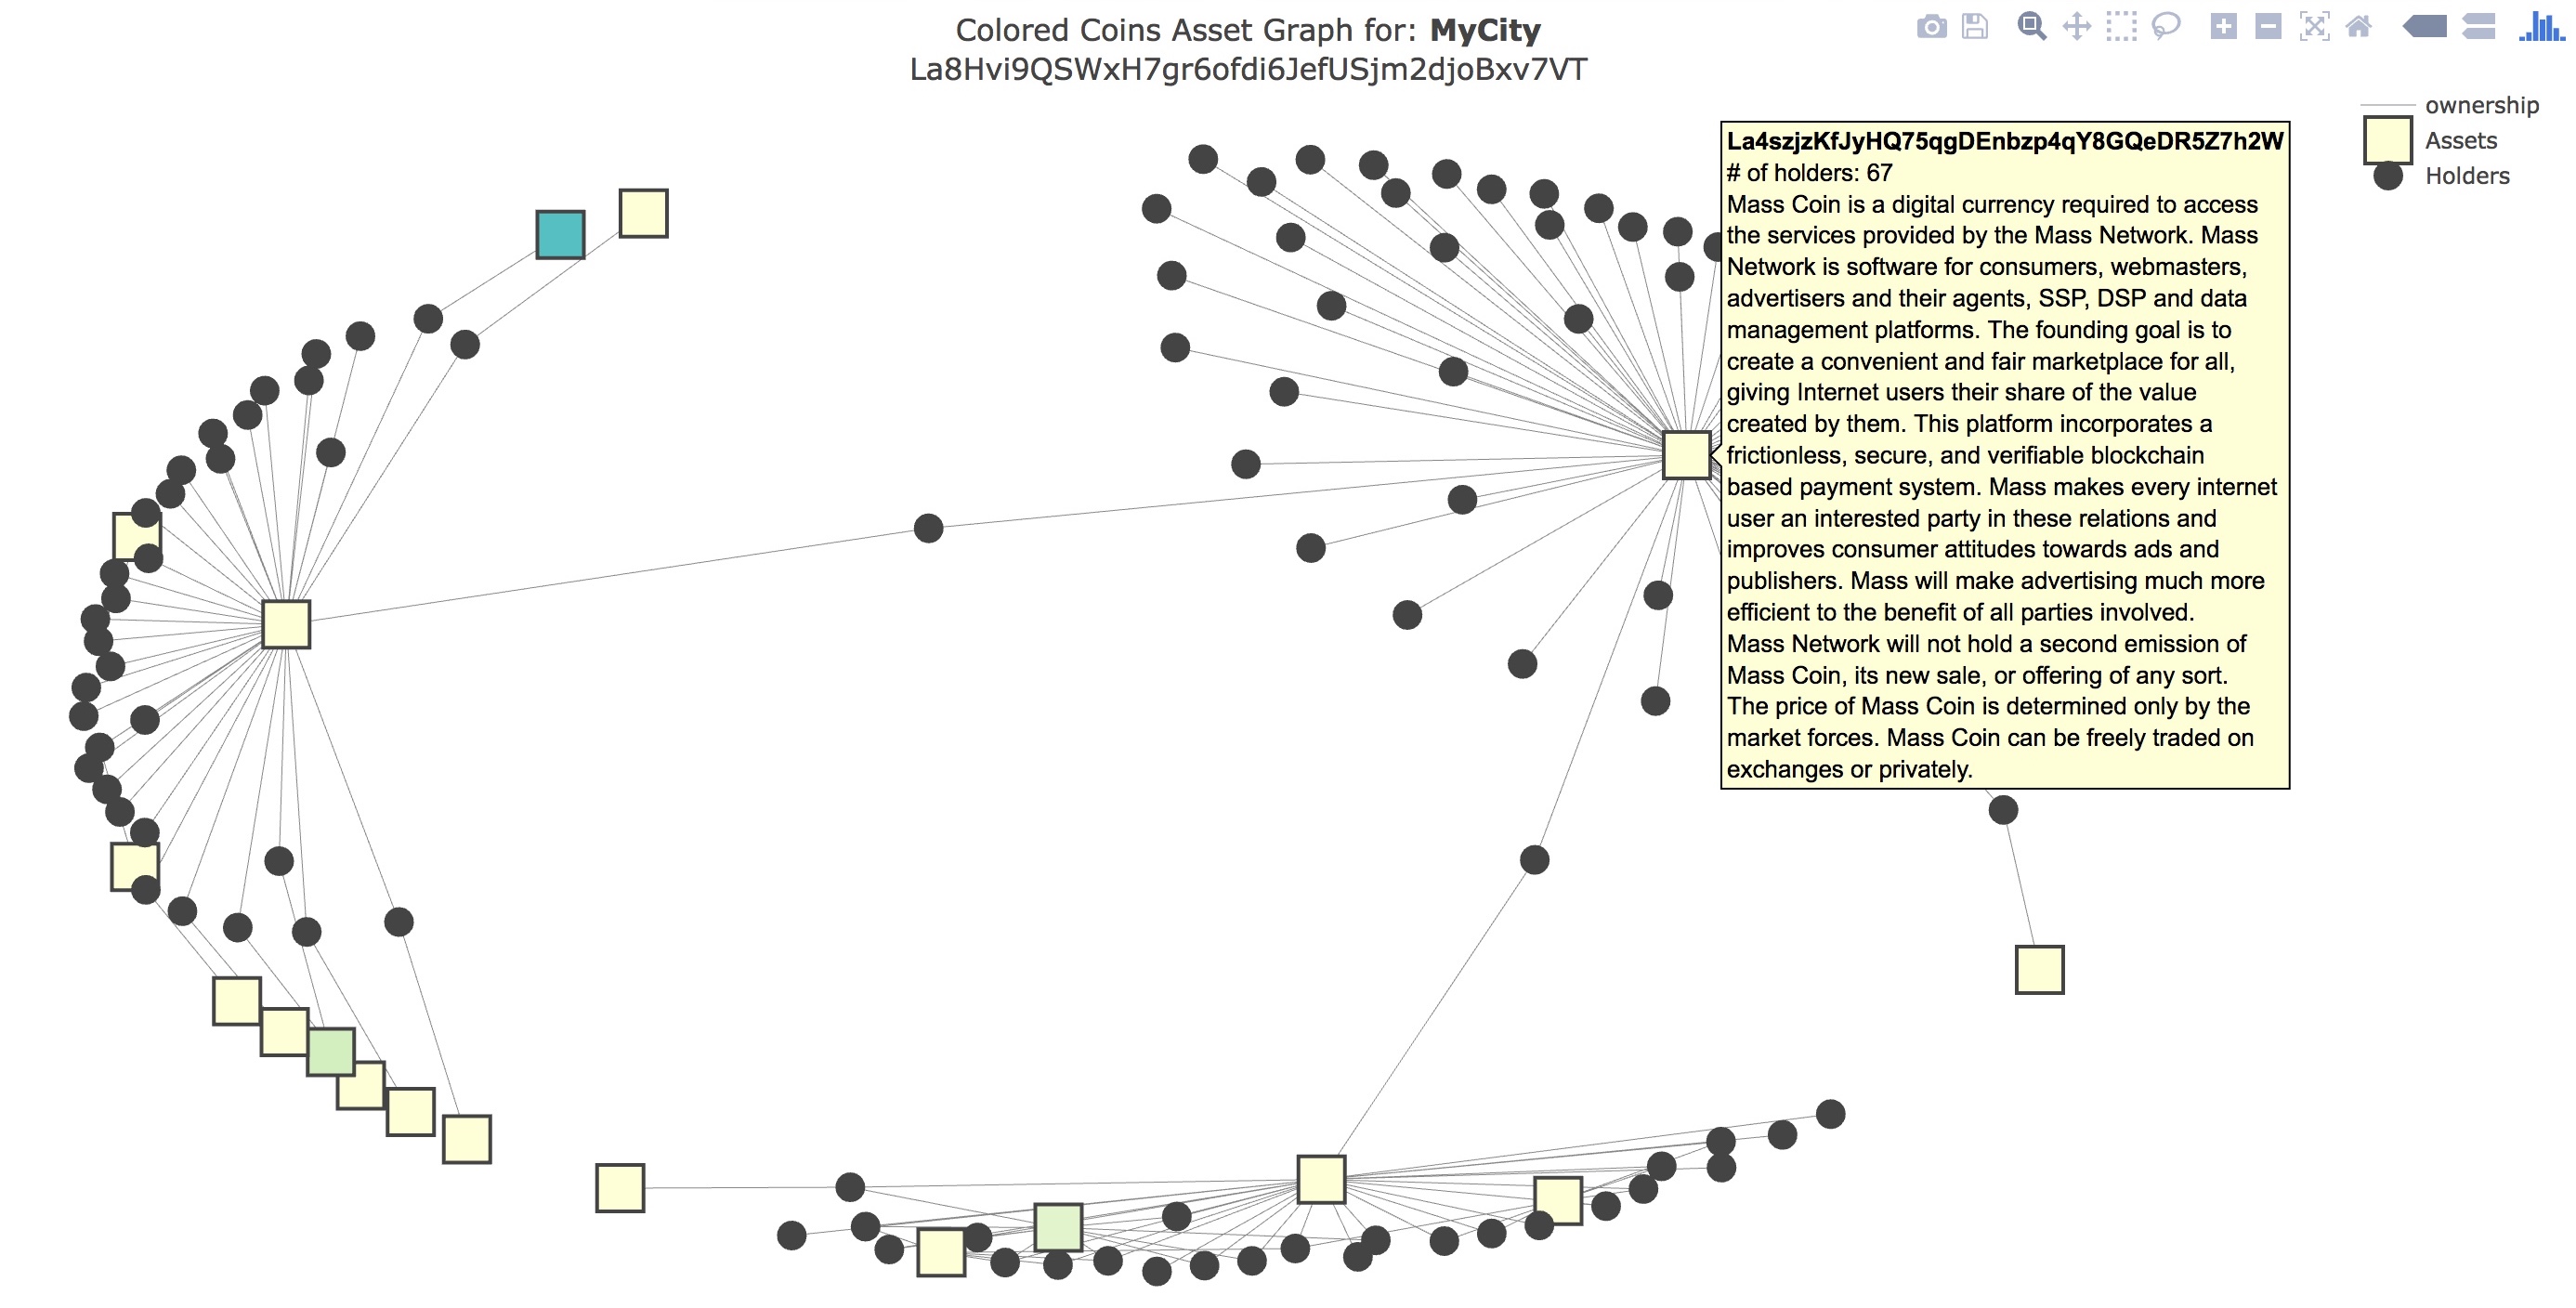 Colored Coins Asset Graph for: MyCity
La8Hvi9QSWxH7gr6ofdi6JefUSjm2djoBxv7VT
ownership
Assets
Holders
La4szjzKfJyHQ75qgDEnbzp4qY8GQeDR5Z7h2W
# of holders: 67
Mass Coin is a digital currency required to access
the services provided by the Mass Network. Mass
Network is software for consumers, webmasters,
advertisers and their agents, SSP, DSP and data
management platforms. The founding goal is to
create a convenient and fair marketplace for all,
giving Internet users their share of the value
created by them. This platform incorporates a
frictionless, secure, and verifiable blockchain
based payment system. Mass makes every internet
user an interested party in these relations and
improves consumer attitudes towards ads and
publishers. Mass will make advertising much more
efficient to the benefit of all parties involved.
Mass Network will not hold a second emission of
Mass Coin, its new sale, or offering of any sort.
The price of Mass Coin is determined only by the
market forces. Mass Coin can be freely traded on
exchanges or privately.